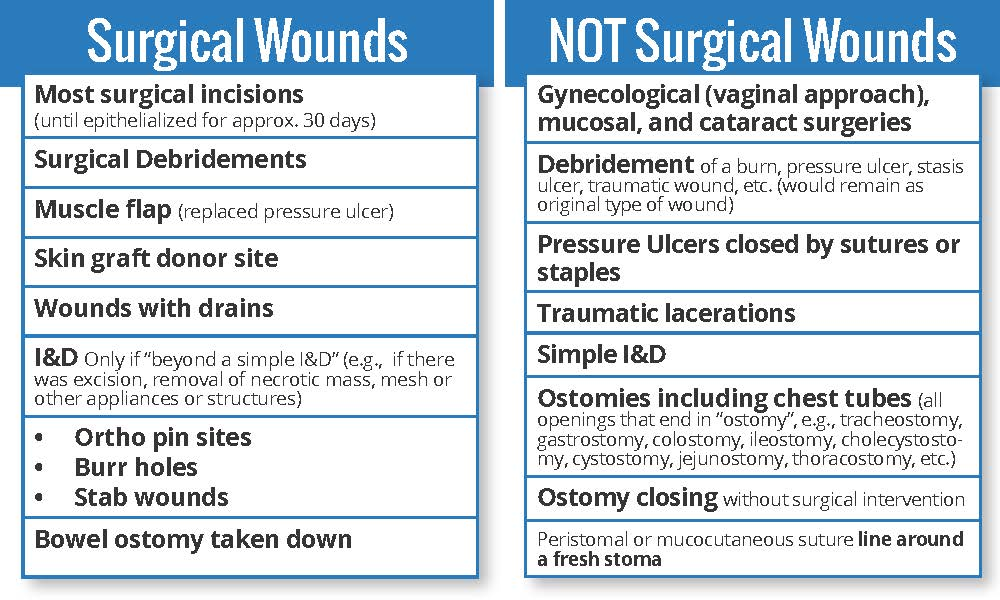 Surgical Wounds
Most surgical incisions
(until epithelialized for approx. 30 days)
Surgical Debridements
Muscle flap (replaced pressure ulcer)
Skin graft donor site
Wounds with drains
I&D Only if “beyond a simple I&D” (e.g., if there
was excision, removal of necrotic mass, mesh or
other appliances or structures)
• Ortho pin sites
• Burr holes
• Stab wounds
Bowel ostomy taken down
NOT Surgical Wounds
Gynecological (vaginal approach),
mucosal, and cataract surgeries
Debridement of a burn, pressure ulcer, stasis
ulcer, traumatic wound, etc. (would remain as
original type of wound)
Pressure Ulcers closed by sutures or
staples
Traumatic lacerations
Simple I&D
Ostomies including chest tubes (all
openings that end in “ostomy”, e.g., tracheostomy,
gastrostomy, colostomy, ileostomy, cholecystosto-
my, cystostomy, jejunostomy, thoracostomy, etc.)
Ostomy closing without surgical intervention
Peristomal or mucocutaneous suture line around
a fresh stoma